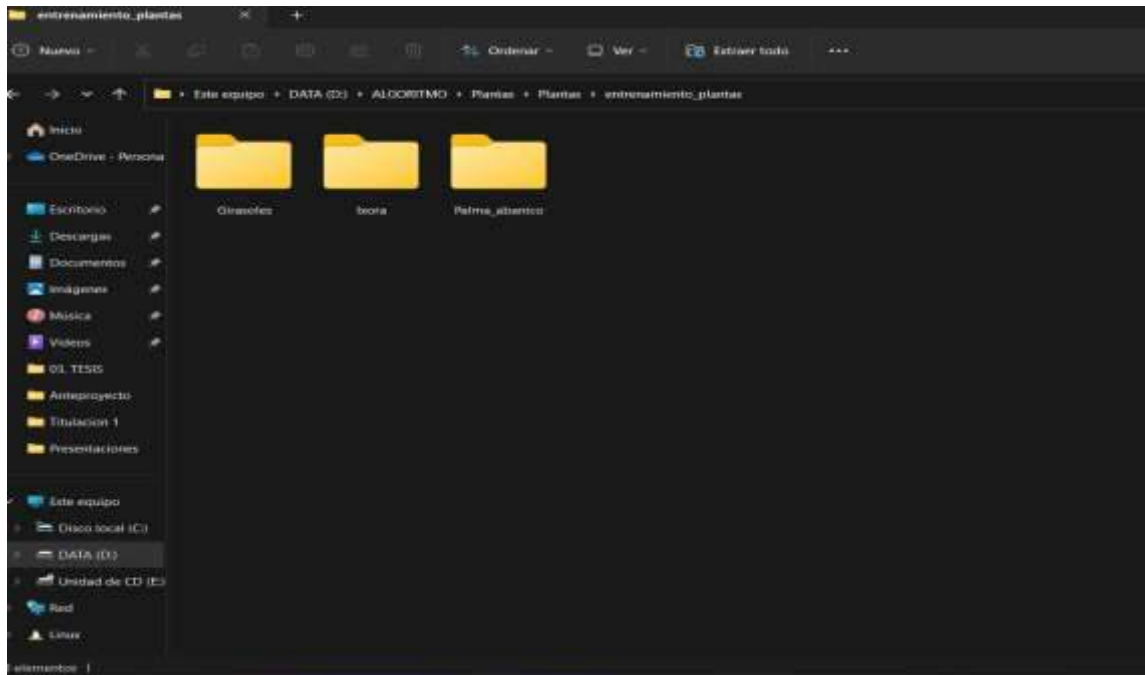 entrenamiento_plantas
Nuevo
Ordenar
Ver
Extraer todo
Este equipo
DATA (D:)
ALGORITMO
Plantas
Plantas
entrenamiento_plantas
Inicio
OneDrive - Persona
Girasoles
Ixora
Palma_abanico
Escritorio
Descargas
Documentos
Imágenes
Música
Videos
03. TESIS
Anteproyecto
Titulacion 1
Presentaciones
Este equipo
Disco local (C:)
DATA (D:)
Unidad de CD (E:)
Red
Linux
elementos